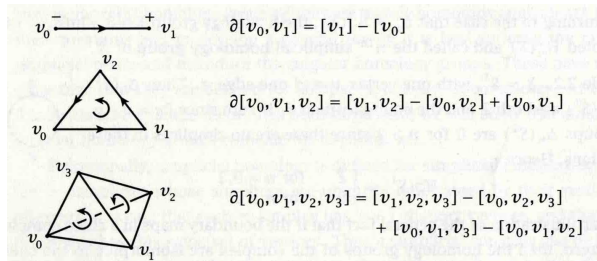 − +
v₀ v₁ ∂[v₀, v₁] = [v₁] − [v₀]
v₂
∂[v₀, v₁, v₂] = [v₁, v₂] − [v₀, v₂] + [v₀, v₁]
v₀ v₁
v₃
v₂ ∂[v₀, v₁, v₂, v₃] = [v₁, v₂, v₃] − [v₀, v₂, v₃]
+ [v₀, v₁, v₃] − [v₀, v₁, v₂]
v₀
v₁